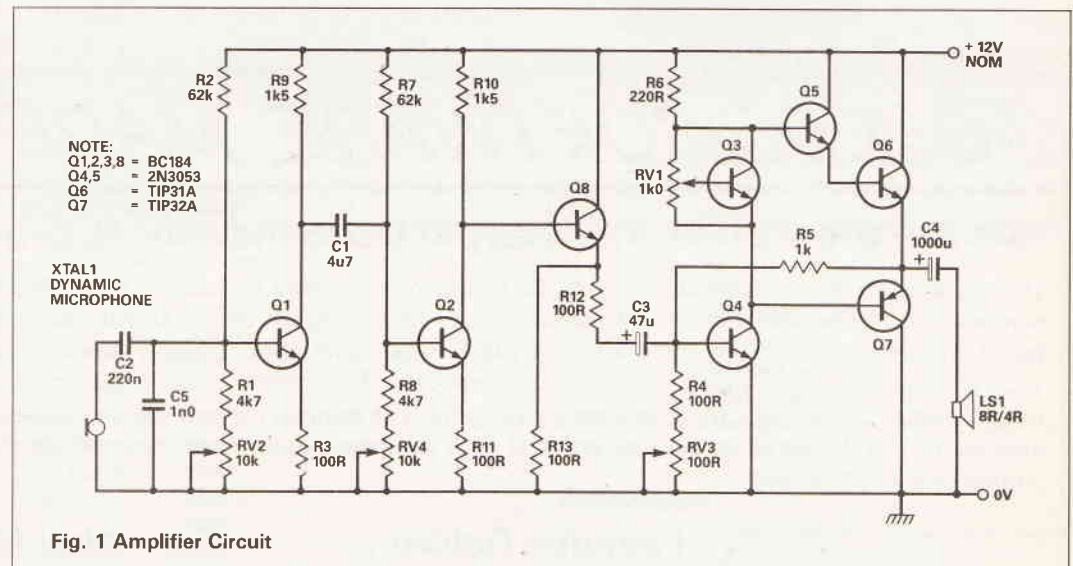 + 12V
NOM
R2
62k
R9
1k5
R7
62k
R10
1k5
R6
220R
Q5
NOTE:
Q1,2,3,8 = BC184
Q4,5 = 2N3053
Q6 = TIP31A
Q7 = TIP32A
Q3
RV1
1k0
Q6
Q8
C1
4u7
R5
1k
C4
1000u
+
XTAL1
DYNAMIC
MICROPHONE
Q1
Q2
R12
100R
C3
47u
+
Q4
Q7
C2
220n
C5
1n0
R1
4k7
R8
4k7
R4
100R
LS1
8R/4R
RV2
10k
R3
100R
RV4
10k
R11
100R
R13
100R
RV3
100R
0V
Fig. 1 Amplifier Circuit